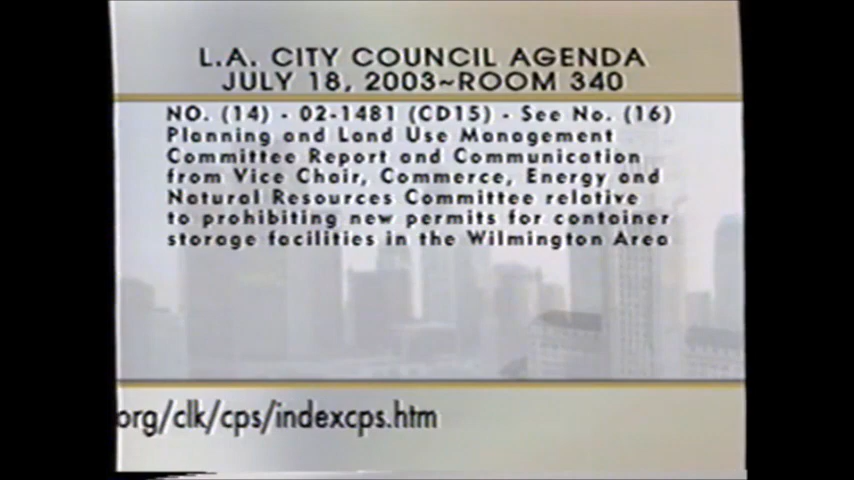 L.A. CITY COUNCIL AGENDA
JULY 18, 2003~ROOM 340
NO. (14) - 02-1481 (CD15) - See No. (16)
Planning and Land Use Management
Committee Report and Communication
from Vice Chair, Commerce, Energy and
Natural Resources Committee relative
to prohibiting new permits for container
storage facilities in the Wilmington Area
org/clk/cps/indexcps.htm